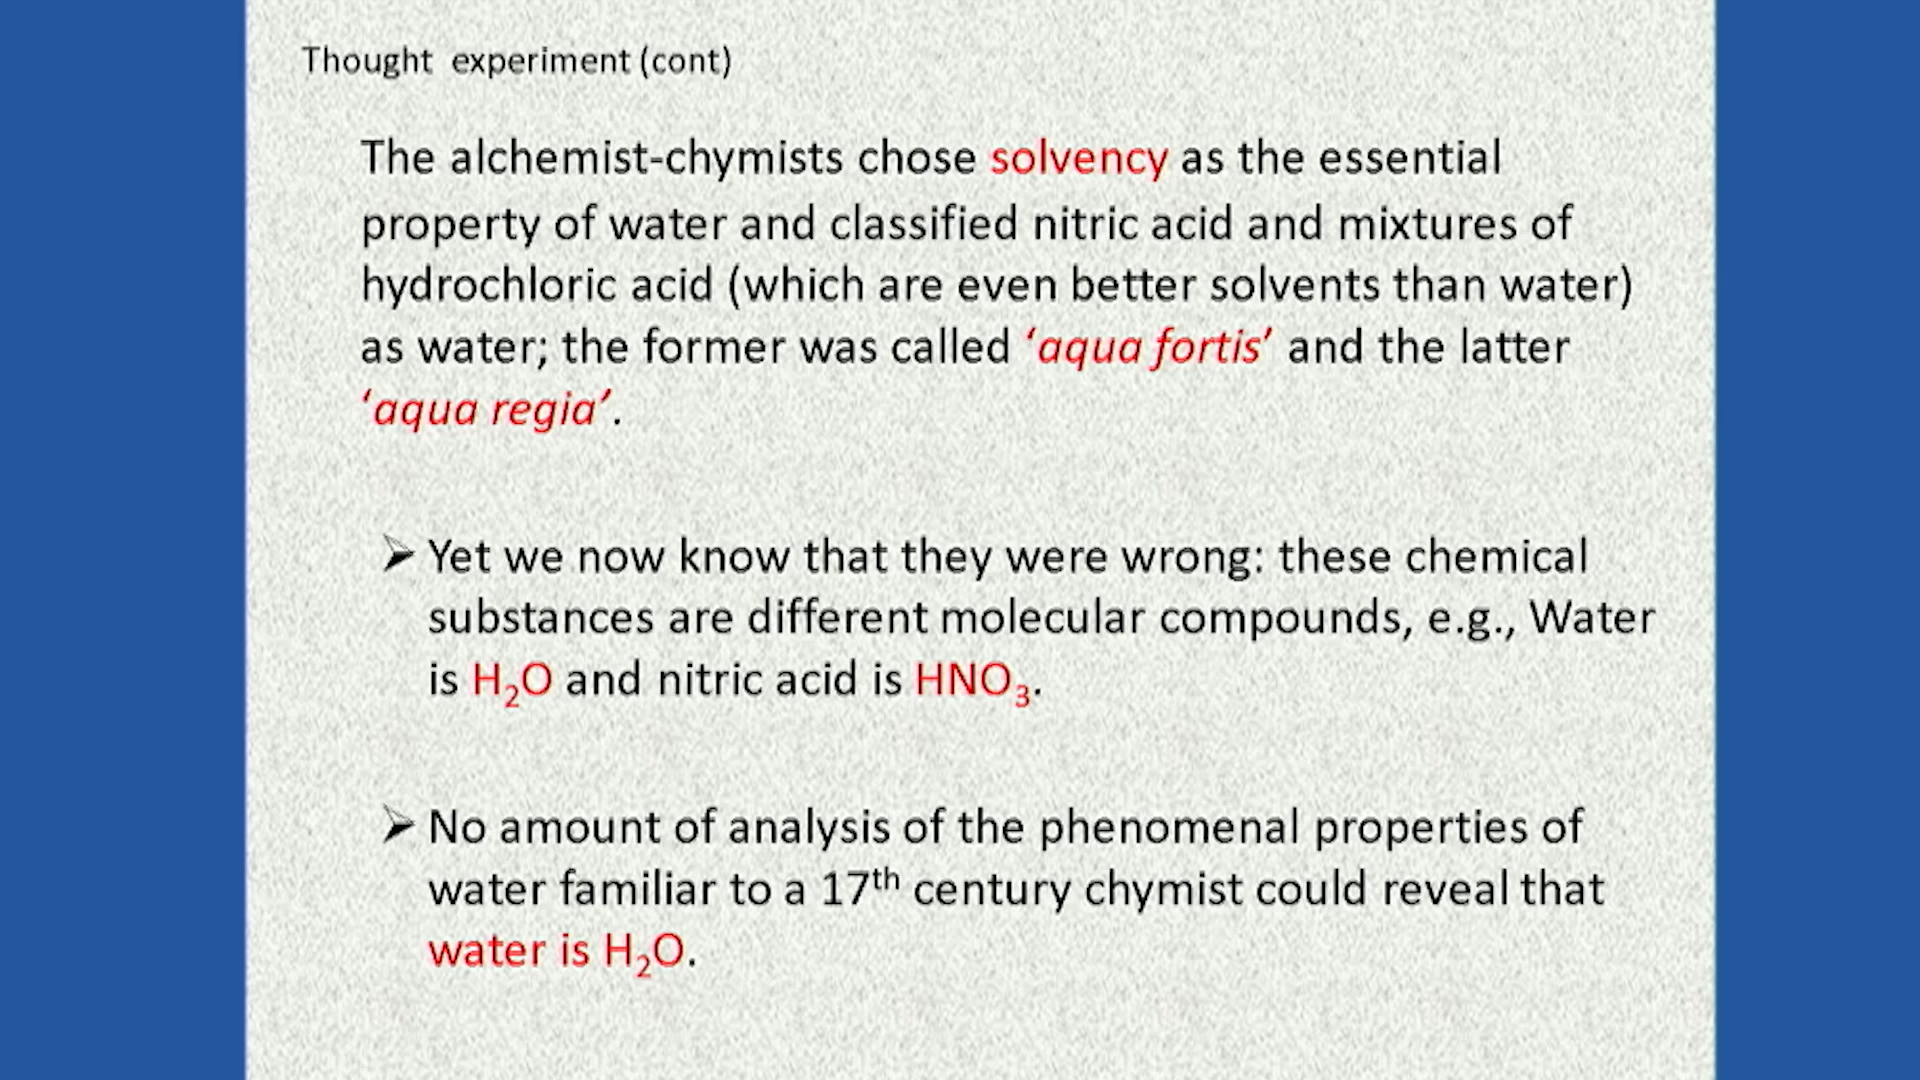 Thought experiment (cont)
The alchemist-chymists chose solvency as the essential
property of water and classified nitric acid and mixtures of
hydrochloric acid (which are even better solvents than water)
as water; the former was called ‘aqua fortis’ and the latter
‘aqua regia’.
➢ Yet we now know that they were wrong: these chemical
substances are different molecular compounds, e.g., Water
is H₂O and nitric acid is HNO₃.
➢ No amount of analysis of the phenomenal properties of
water familiar to a 17th century chymist could reveal that
water is H₂O.